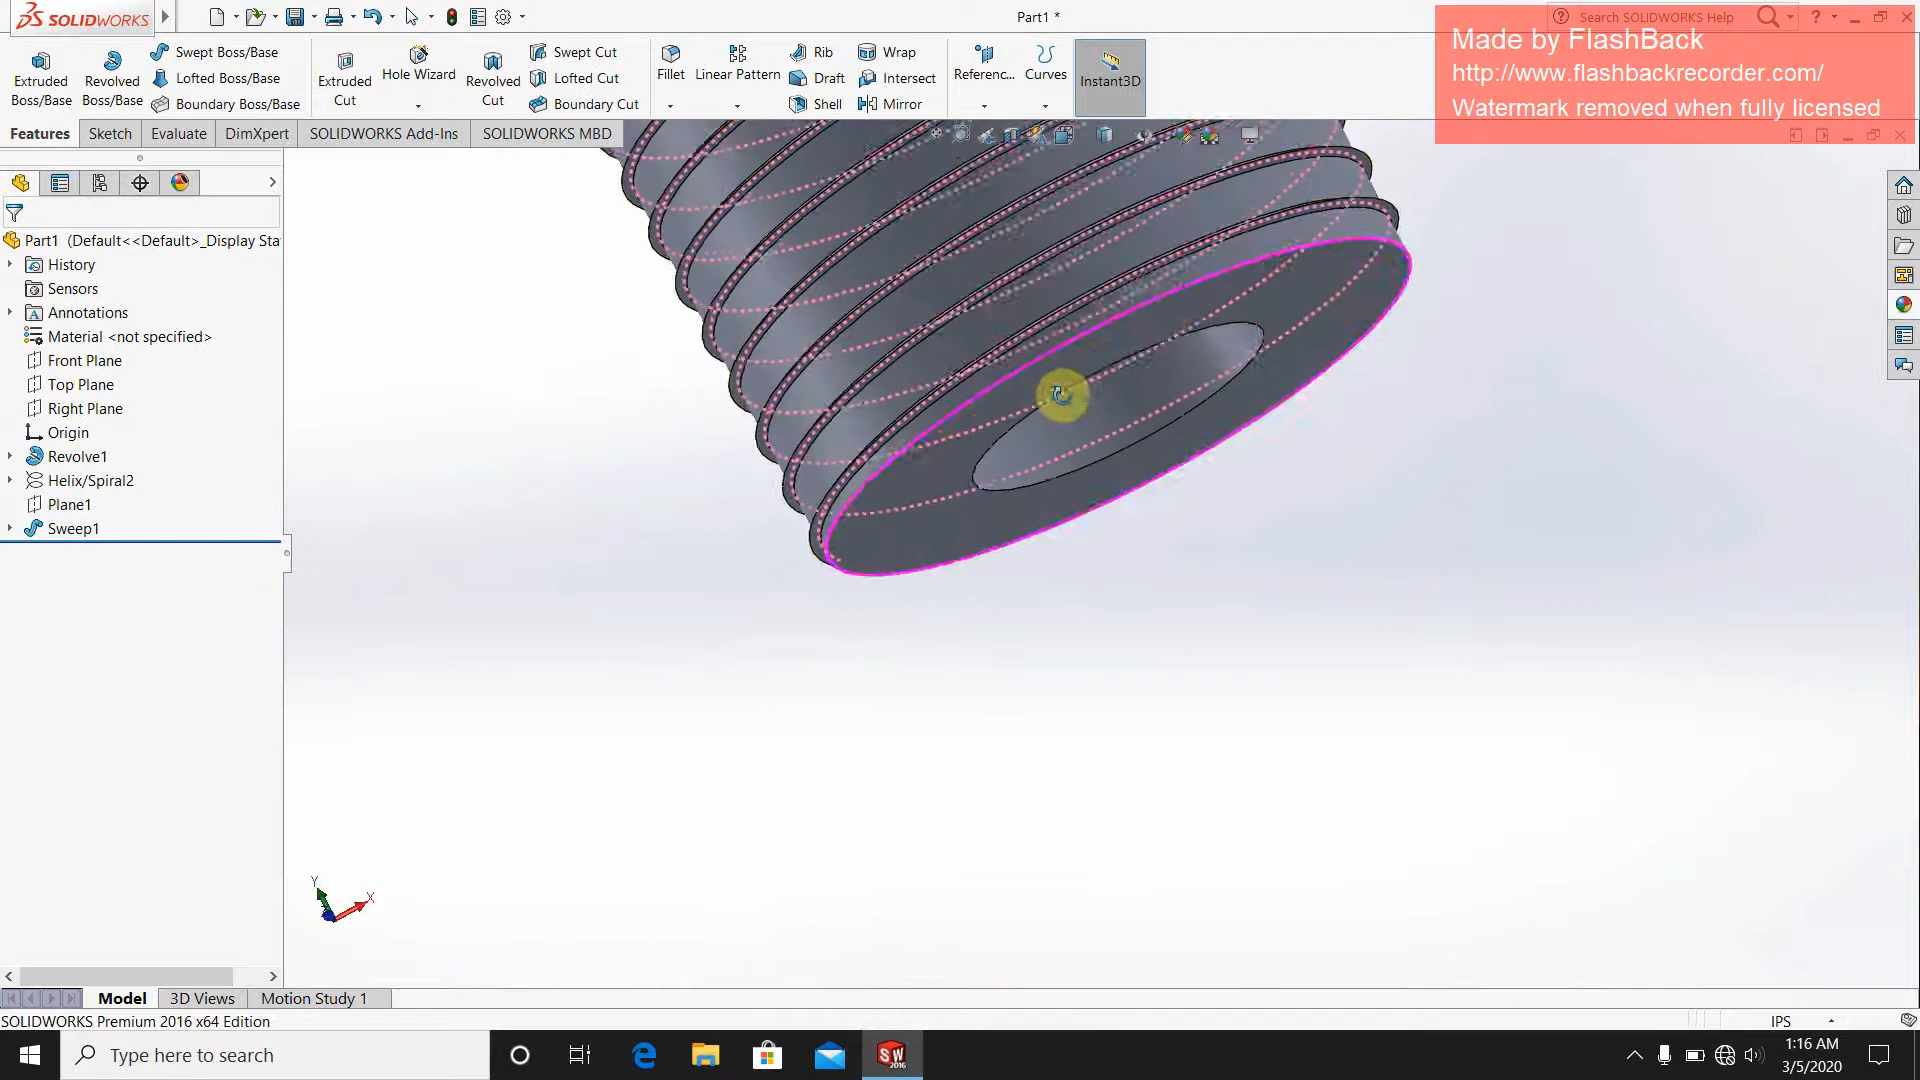 SOLIDWORKS
Part1 *
Search SOLIDWORKS Help
Made by FlashBack
http://www.flashbackrecorder.com/
Watermark removed when fully licensed
Extruded
Boss/Base
Revolved
Boss/Base
Swept Boss/Base
Lofted Boss/Base
Boundary Boss/Base
Extruded
Cut
Hole Wizard
Revolved
Cut
Swept Cut
Lofted Cut
Boundary Cut
Fillet
Linear Pattern
Rib
Draft
Shell
Wrap
Intersect
Mirror
Referenc...
Curves
Instant3D
Features
Sketch
Evaluate
DimXpert
SOLIDWORKS Add-Ins
SOLIDWORKS MBD
Part1 (Default<<Default>_Display Sta
History
Sensors
Annotations
Material <not specified>
Front Plane
Top Plane
Right Plane
Origin
Revolve1
Helix/Spiral2
Plane1
Sweep1
Y
X
Model
3D Views
Motion Study 1
SOLIDWORKS Premium 2016 x64 Edition
IPS
Type here to search
SW
2016
1:16 AM
3/5/2020